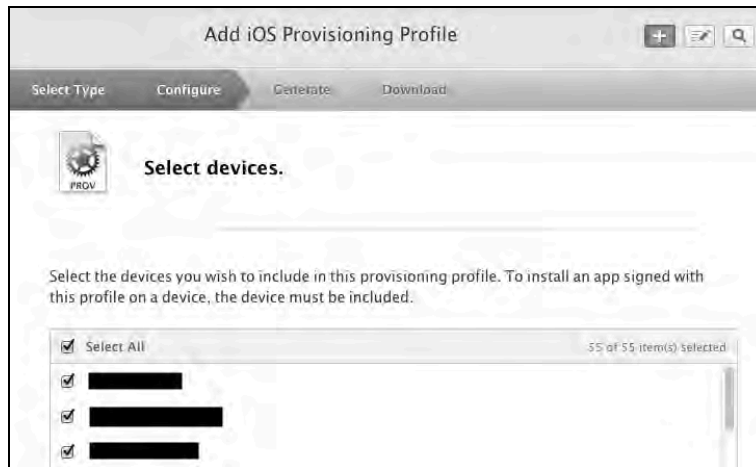 Add iOS Provisioning Profile
Select Type Configure Generate Download
PROV
Select devices.
Select the devices you wish to include in this provisioning profile. To install an app signed with
this profile on a device, the device must be included.
Select All 55 of 55 item(s) selected